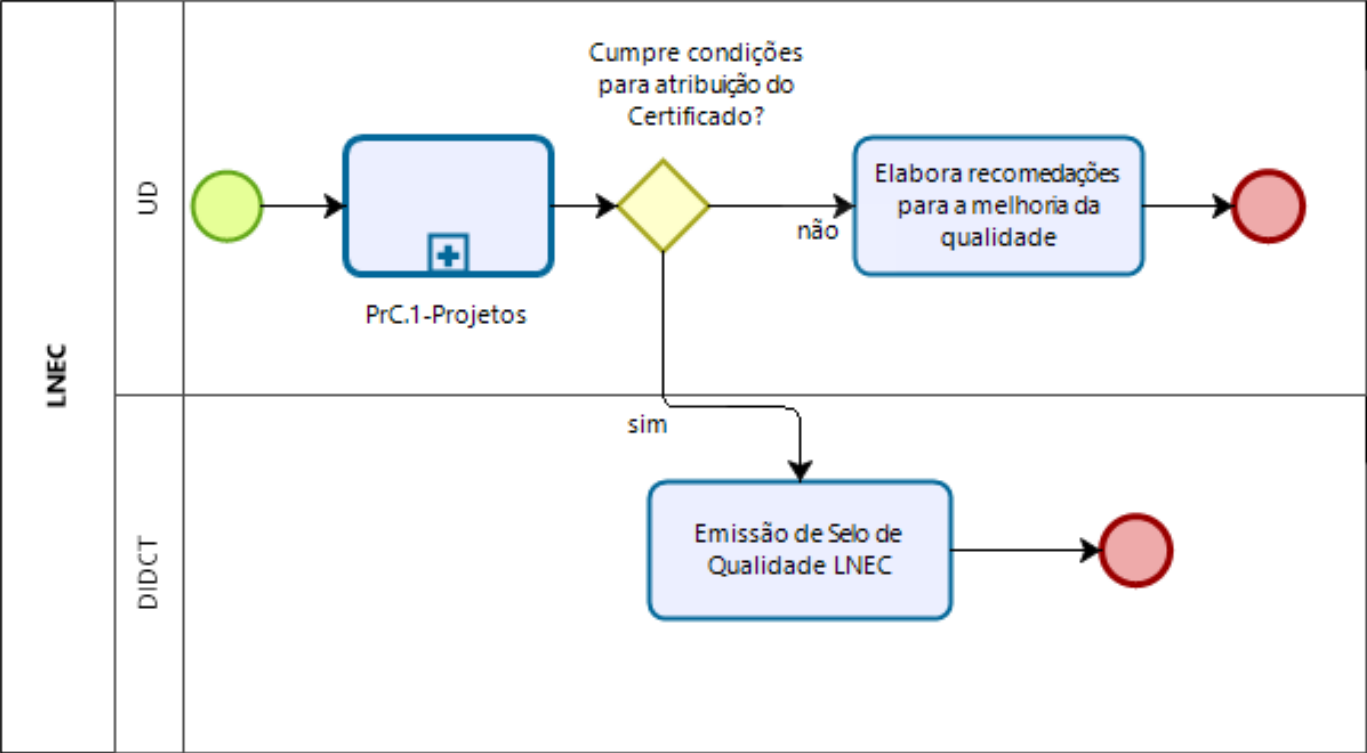 LNEC
UD
Cumpre condições
para atribuição do
Certificado?
PrC.1-Projetos
não
Elabora recomedações
para a melhoria da
qualidade
DIDCT
sim
Emissão de Selo de
Qualidade LNEC